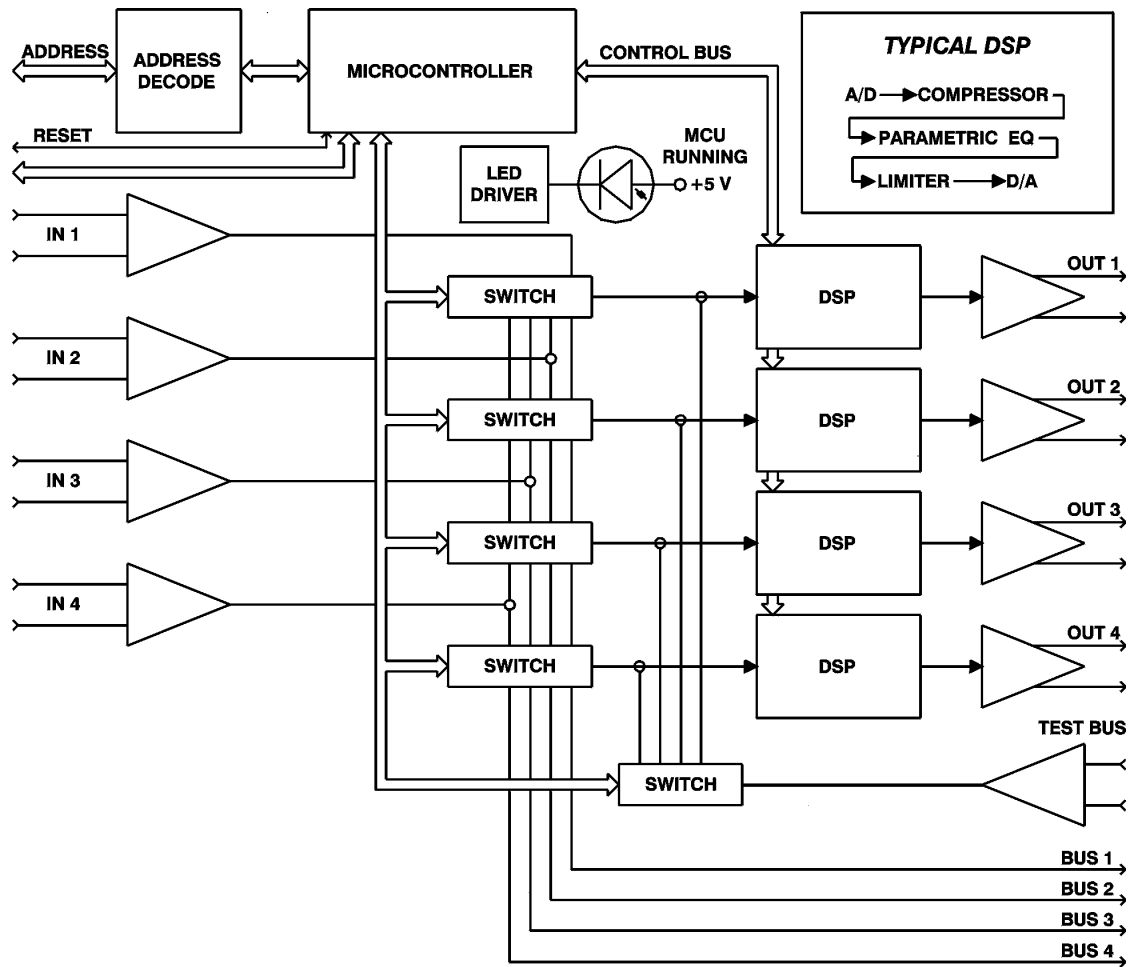 ADDRESS
ADDRESS
DECODE
MICROCONTROLLER
CONTROL BUS
TYPICAL DSP
A/D COMPRESSOR
PARAMETRIC EQ
LIMITER D/A
RESET
LED
DRIVER
MCU
RUNNING
+5 V
IN 1
SWITCH
DSP
OUT 1
IN 2
SWITCH
DSP
OUT 2
IN 3
SWITCH
DSP
OUT 3
IN 4
SWITCH
DSP
OUT 4
TEST BUS
SWITCH
BUS 1
BUS 2
BUS 3
BUS 4